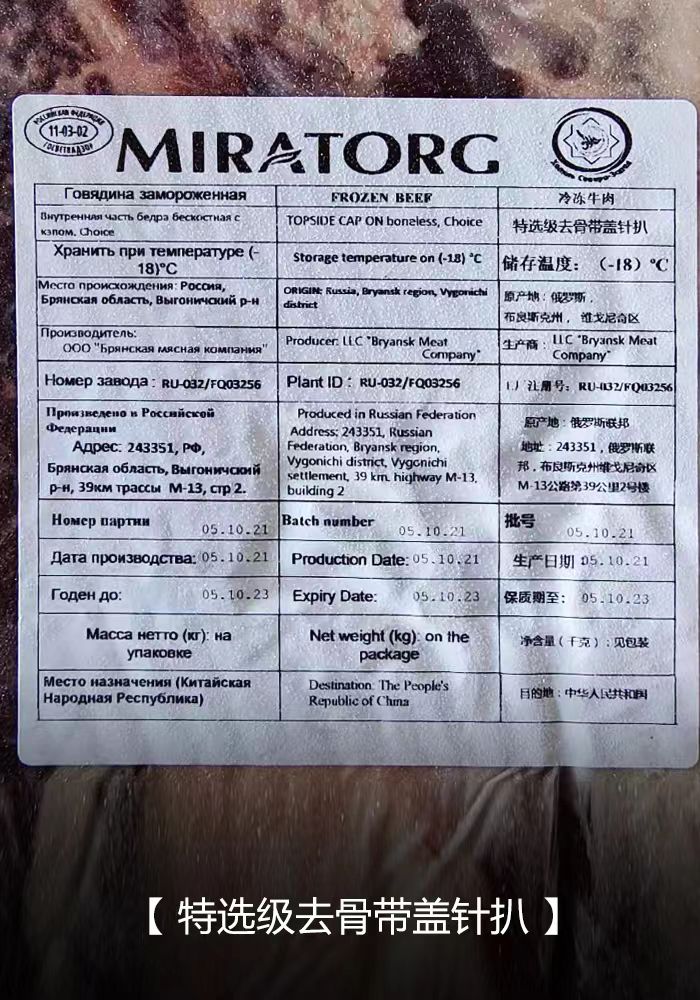 РОССИЙСКАЯ ФЕДЕРАЦИЯ
11-03-02
ГОСВЕТНАДЗОР
MIRATORG
Говядина замороженная
FROZEN BEEF
冷冻牛肉
Внутренняя часть бедра бескостная с
кэпом, Choice
TOPSIDE CAP ON boneless, Choice
特选级去骨带盖针扒
Хранить при температуре (-
18)°C
Storage temperature on (-18) °C
储存温度：（-18）°C
Место происхождения: Россия,
Брянская область, Выгоничский р-н
ORIGIN: Russia, Bryansk region, Vygonichi
district
原产地：俄罗斯，
布良斯克州，维戈尼奇区
Производитель:
ООО "Брянская мясная компания"
Producer: LLC "Bryansk Meat
Company"
生产商：LLC "Bryansk Meat
Company"
Номер завода : RU-032/FQ03256
Plant ID : RU-032/FQ03256
工厂注册号：RU-032/FQ03256
Произведено в Российской
Федерации
Адрес: 243351, РФ,
Брянская область, Выгоничский
р-н, 39км трассы М-13, стр 2.
Produced in Russian Federation
Address: 243351, Russian
Federation, Bryansk region,
Vygonichi district, Vygonichi
settlement, 39 km. highway M-13,
building 2
原产地：俄罗斯联邦
地址：243351，俄罗斯联
邦，布良斯克州维戈尼奇区
M-13公路第39公里2号楼
Номер партии 05.10.21
Batch number 05.10.21
批号 05.10.21
Дата производства: 05.10.21
Production Date: 05.10.21
生产日期 05.10.21
Годен до: 05.10.23
Expiry Date: 05.10.23
保质期至： 05.10.23
Масса нетто (кг): на
упаковке
Net weight (kg): on the
package
净含量（千克）：见包装
Место назначения (Китайская
Народная Республика)
Destination: The People's
Republic of China
目的地：中华人民共和国
【 特选级去骨带盖针扒 】